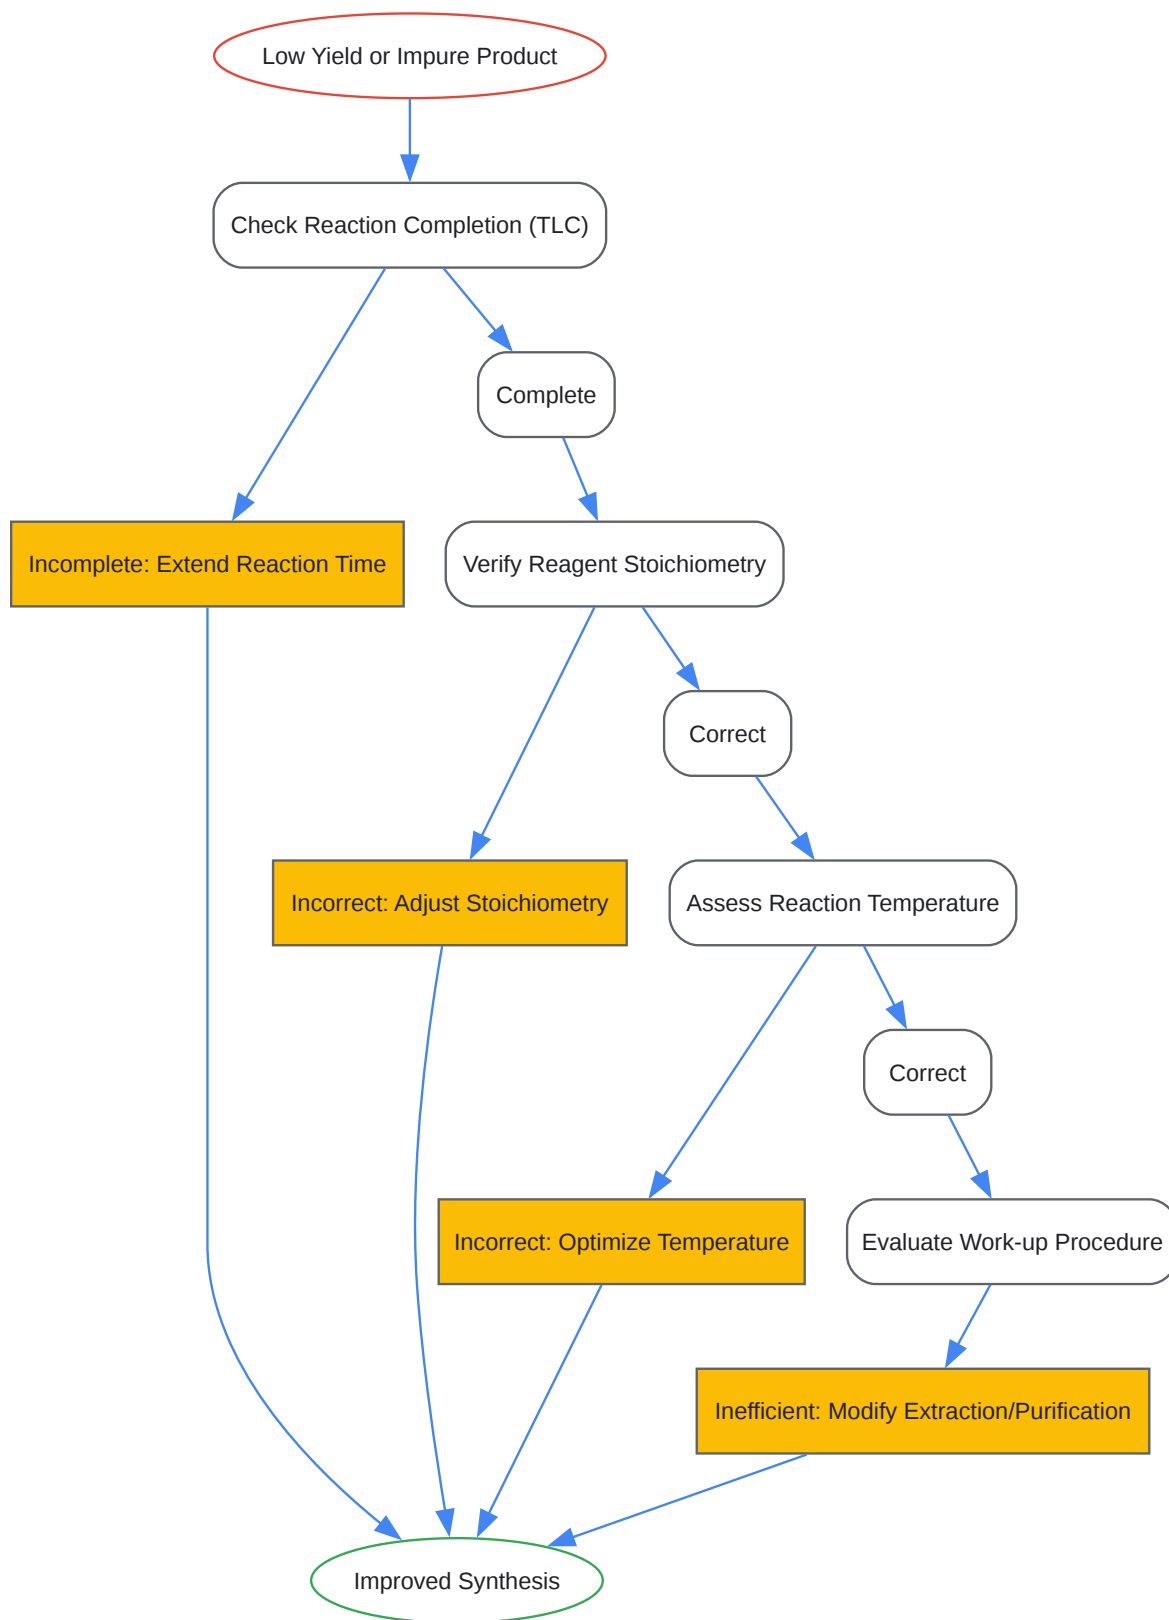 Low Yield or Impure Product
Check Reaction Completion (TLC)
Complete
Incomplete: Extend Reaction Time
Verify Reagent Stoichiometry
Correct
Incorrect: Adjust Stoichiometry
Assess Reaction Temperature
Correct
Incorrect: Optimize Temperature
Evaluate Work-up Procedure
Inefficient: Modify Extraction/Purification
Improved Synthesis